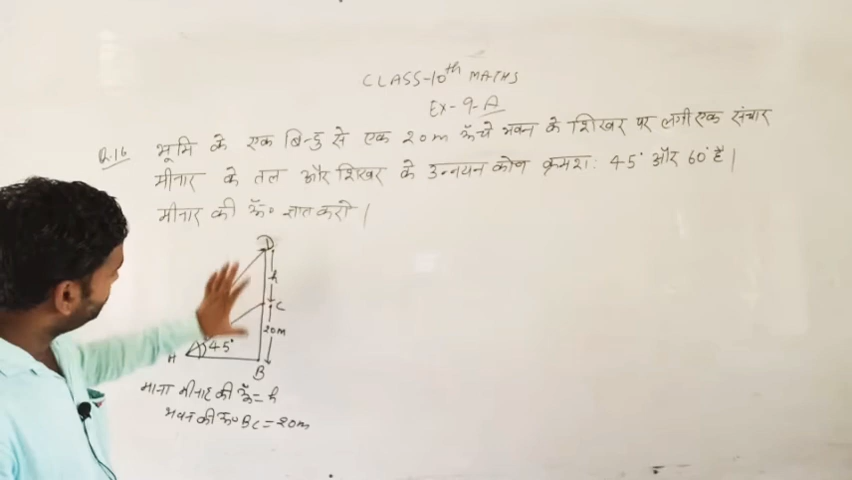 CLASS-10th MATHS
EX-9-A
Q.16 भूमि के एक बिन्दु से एक 20m ऊँचे भवन के शिखर पर लगी एक संचार
मीनार के तल और शिखर के उन्नयन कोण क्रमश: 45° और 60° है।
मीनार की ऊँ० ज्ञात करो।
D
h
C
20m
45°
A
B
माना मीनार की ऊँ०= h
भवन की ऊँ० BC = 20m